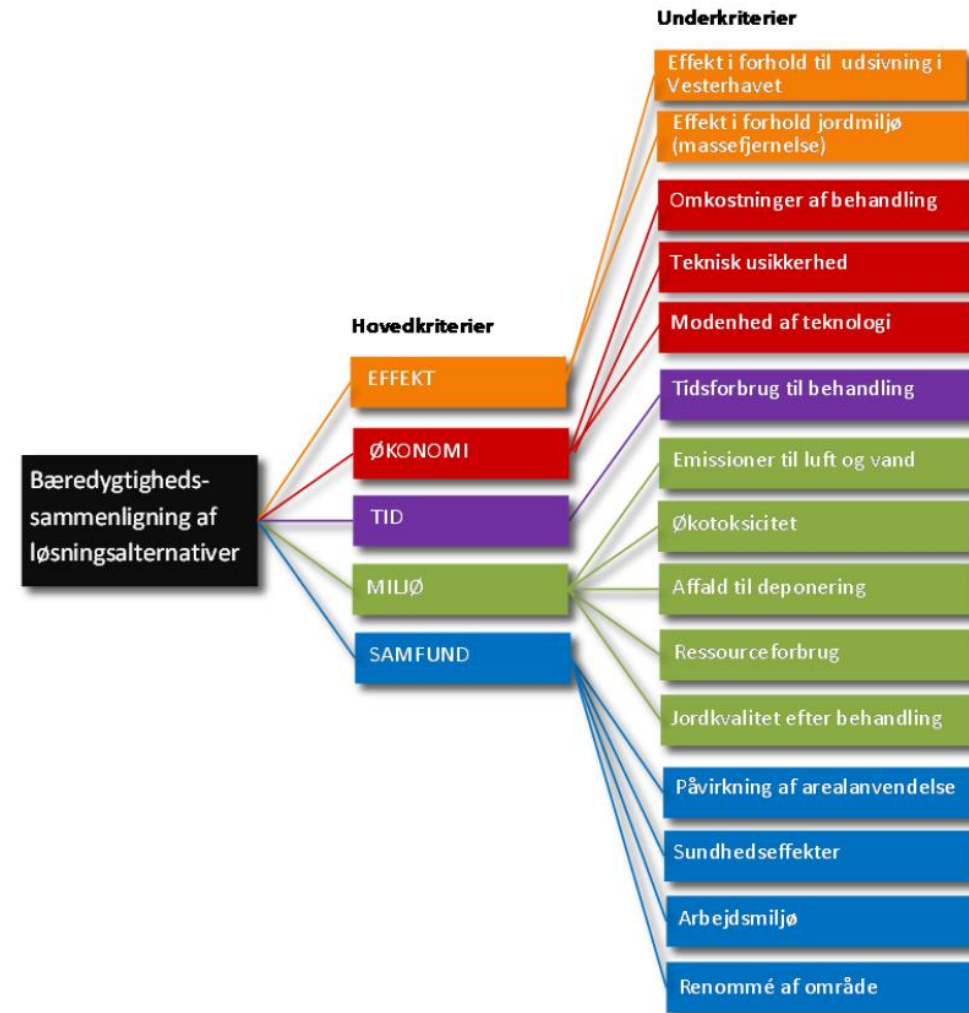 Underkriterier
Effekt i forhold til udsivning i
Vesterhavet
Effekt i forhold jordmiljø
(massefjernelse)
Omkostninger af behandling
Teknisk usikkerhed
Modenhed af teknologi
Hovedkriterier
EFFEKT
ØKONOMI
TID
MILJØ
SAMFUND
Tidsforbrug til behandling
Bæredygtigheds-
sammenligning af
løsningsalternativer
Emissioner til luft og vand
Økotoksicitet
Affald til deponering
Ressourceforbrug
Jordkvalitet efter behandling
Påvirkning af arealanvendelse
Sundhedseffekter
Arbejdsmiljø
Renommé af område